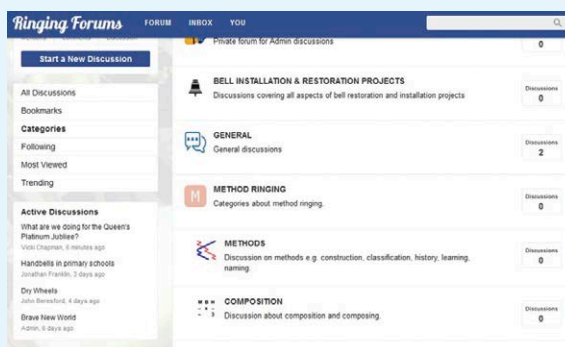 Ringing Forums
FORUM INBOX YOU
Start a New Discussion
All Discussions
Bookmarks
Categories
Following
Most Viewed
Trending
Active Discussions
What are we doing for the Queen's
Platinum Jubilee?
Vicki Chapman, 6 minutes ago
Handbells in primary schools
Jonathan Franklin, 3 days ago
Dry Wheels
John Beresford, 4 days ago
Brave New World
Admin, 6 days ago
Private forum for Admin discussions
0
BELL INSTALLATION & RESTORATION PROJECTS
Discussions covering all aspects of bell restoration and installation projects
Discussions
0
GENERAL
General discussions
Discussions
2
M
METHOD RINGING
Categories about method ringing.
Discussions
0
METHODS
Discussion on methods e.g. construction, classification, history, learning,
naming.
Discussions
0
COMPOSITION
Discussion about composition and composing.
Discussions
0